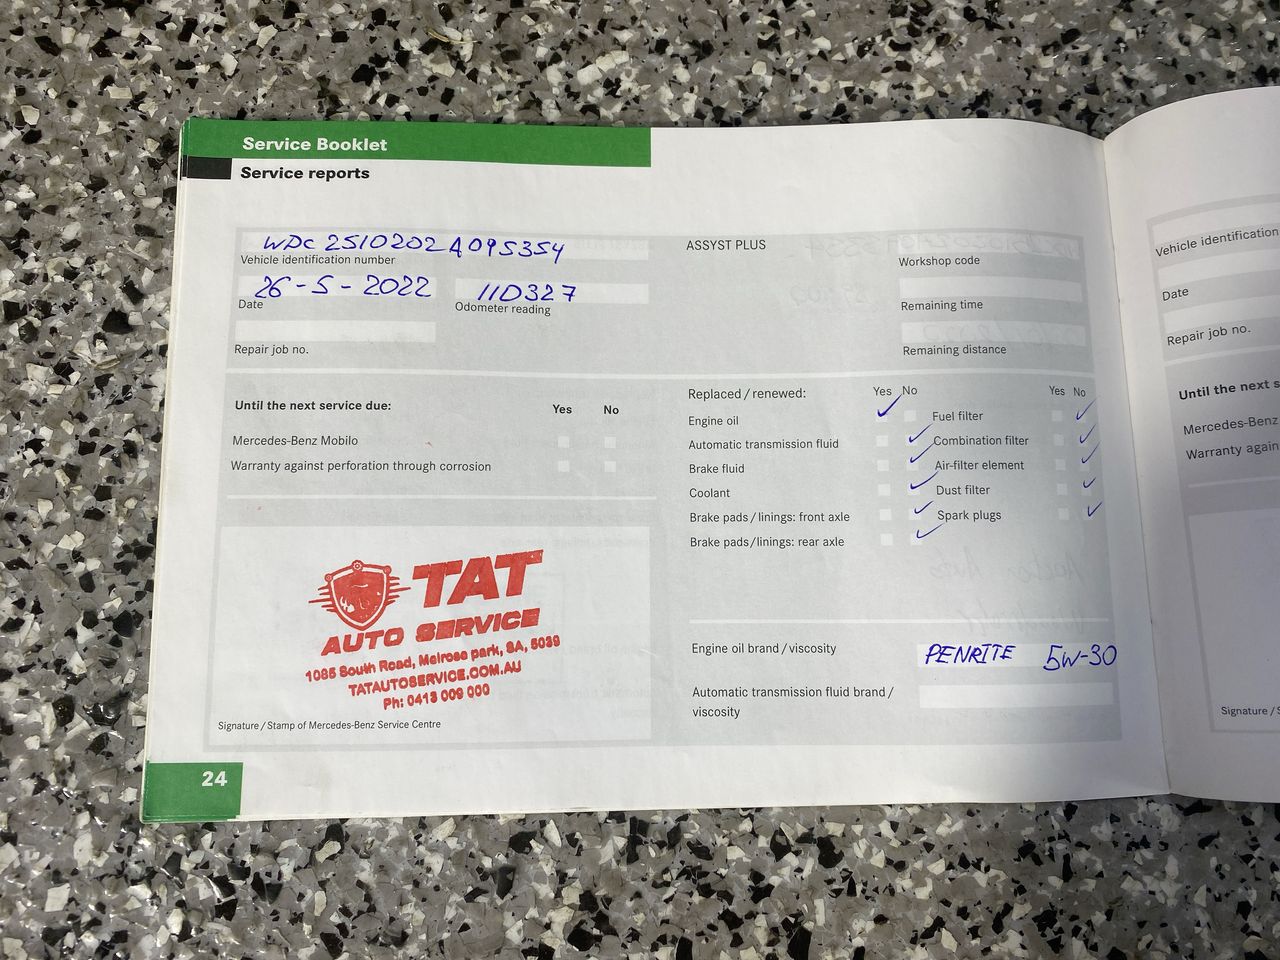 Service Booklet
Service reports
WDC 2510202A095354
Vehicle identification number
26-5-2022
Date
110327
Odometer reading
Repair job no.
ASSYST PLUS
Workshop code
Remaining time
Remaining distance
Until the next service due: Yes No
Mercedes-Benz Mobilo
Warranty against perforation through corrosion
Replaced / renewed: Yes No Yes No
Engine oil Fuel filter
Automatic transmission fluid Combination filter
Brake fluid Air-filter element
Coolant Dust filter
Brake pads / linings: front axle Spark plugs
Brake pads / linings: rear axle
TAT
AUTO SERVICE
1085 South Road, Melrose park, SA, 5039
TATAUTOSERVICE.COM.AU
Ph: 0413 009 000
Signature / Stamp of Mercedes-Benz Service Centre
Engine oil brand / viscosity PENRITE 5W-30
Automatic transmission fluid brand /
viscosity
24
Vehicle identification
Date
Repair job no.
Until the next s
Mercedes-Benz
Warranty again
Signature / S